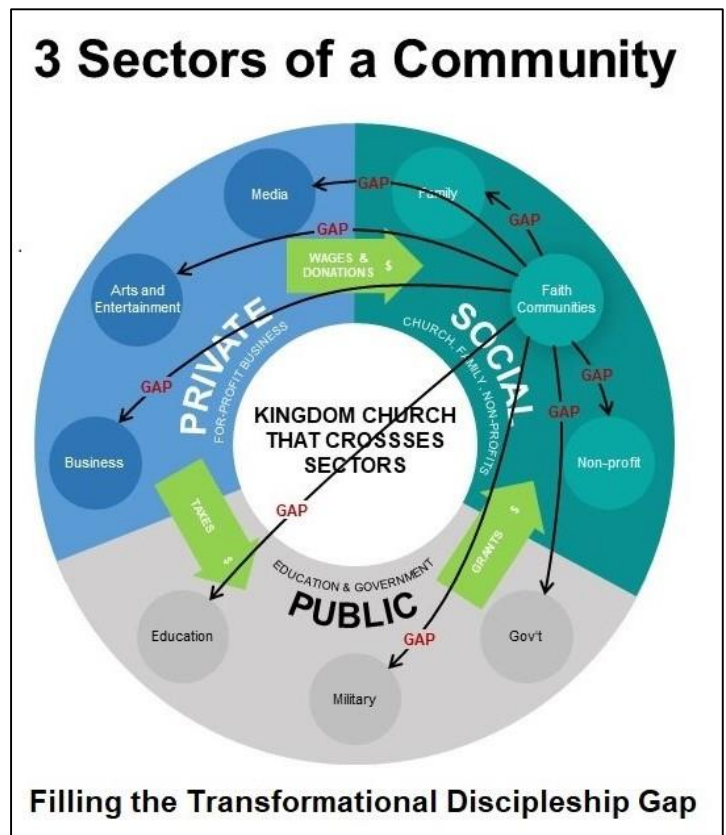 3 Sectors of a Community
Media
GAP
Family
GAP
GAP
WAGES &
DONATIONS $
Arts and
Entertainment
Faith
Communities
PRIVATE
FOR-PROFIT BUSINESS
SOCIAL
CHURCH, FAMILY, NON-PROFITS
GAP
GAP
GAP
KINGDOM CHURCH
THAT CROSSSES
SECTORS
Business
Non-profit
TAXES $
GAP
GRANTS $
EDUCATION & GOVERNMENT
PUBLIC
Education
GAP
Gov't
Military
Filling the Transformational Discipleship Gap